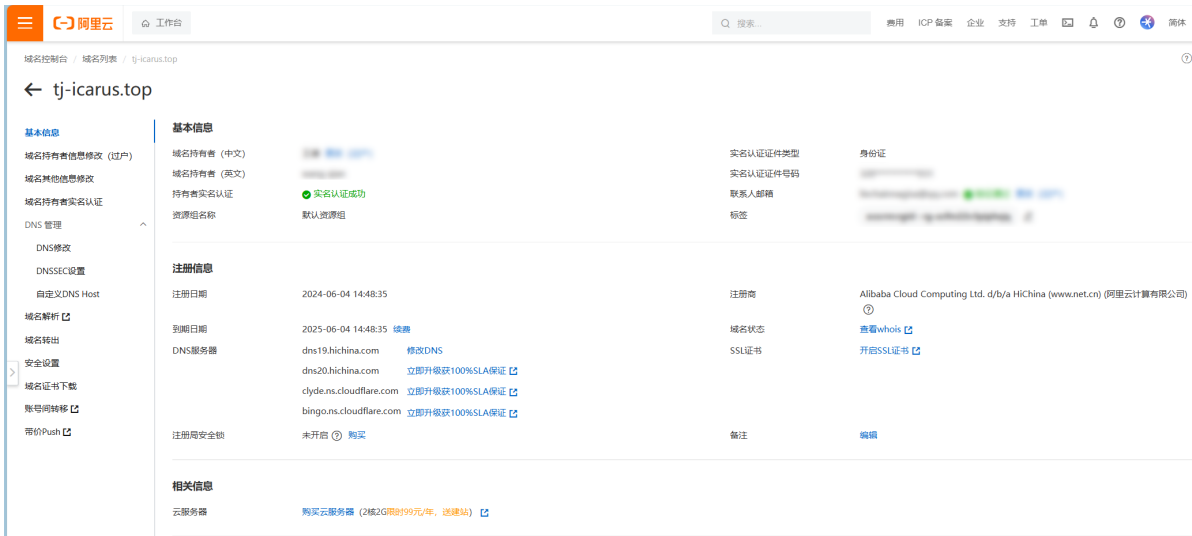 阿里云 工作台 搜索... 费用 ICP 备案 企业 支持 工单 简体
域名控制台 / 域名列表 / tj-icarus.top
← tj-icarus.top
基本信息
域名持有者信息修改（过户）
域名其他信息修改
域名持有者实名认证
DNS 管理
DNS修改
DNSSEC设置
自定义DNS Host
域名解析
域名转出
安全设置
域名证书下载
账号间转移
带价Push
基本信息
域名持有者（中文）
实名认证证件类型 身份证
域名持有者（英文）
实名认证证件号码
持有者实名认证 实名认证成功
联系人邮箱
资源组名称 默认资源组
标签
注册信息
注册日期 2024-06-04 14:48:35
注册商 Alibaba Cloud Computing Ltd. d/b/a HiChina (www.net.cn) (阿里云计算有限公司)
到期日期 2025-06-04 14:48:35 续费
域名状态 查看whois
DNS服务器 dns19.hichina.com 修改DNS
SSL证书 开启SSL证书
dns20.hichina.com 立即升级获100%SLA保证
clyde.ns.cloudflare.com 立即升级获100%SLA保证
bingo.ns.cloudflare.com 立即升级获100%SLA保证
注册局安全锁 未开启 购买
备注 编辑
相关信息
云服务器 购买云服务器（2核2G限时99元/年、送建站）